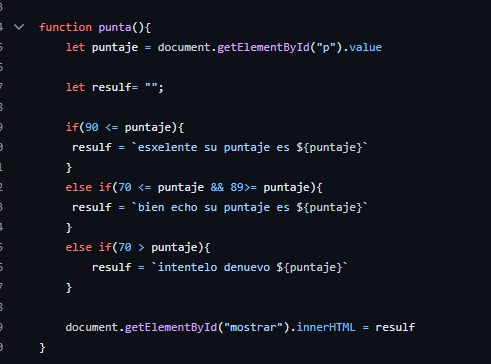 function punta(){
let puntaje = document.getElementById("p").value
let resulf= "";
if(90 <= puntaje){
resulf = `esxelente su puntaje es ${puntaje}`
}
else if(70 <= puntaje && 89>= puntaje){
resulf = `bien echo su puntaje es ${puntaje}`
}
else if(70 > puntaje){
resulf = `intentelo denuevo ${puntaje}`
}
document.getElementById("mostrar").innerHTML = resulf
}